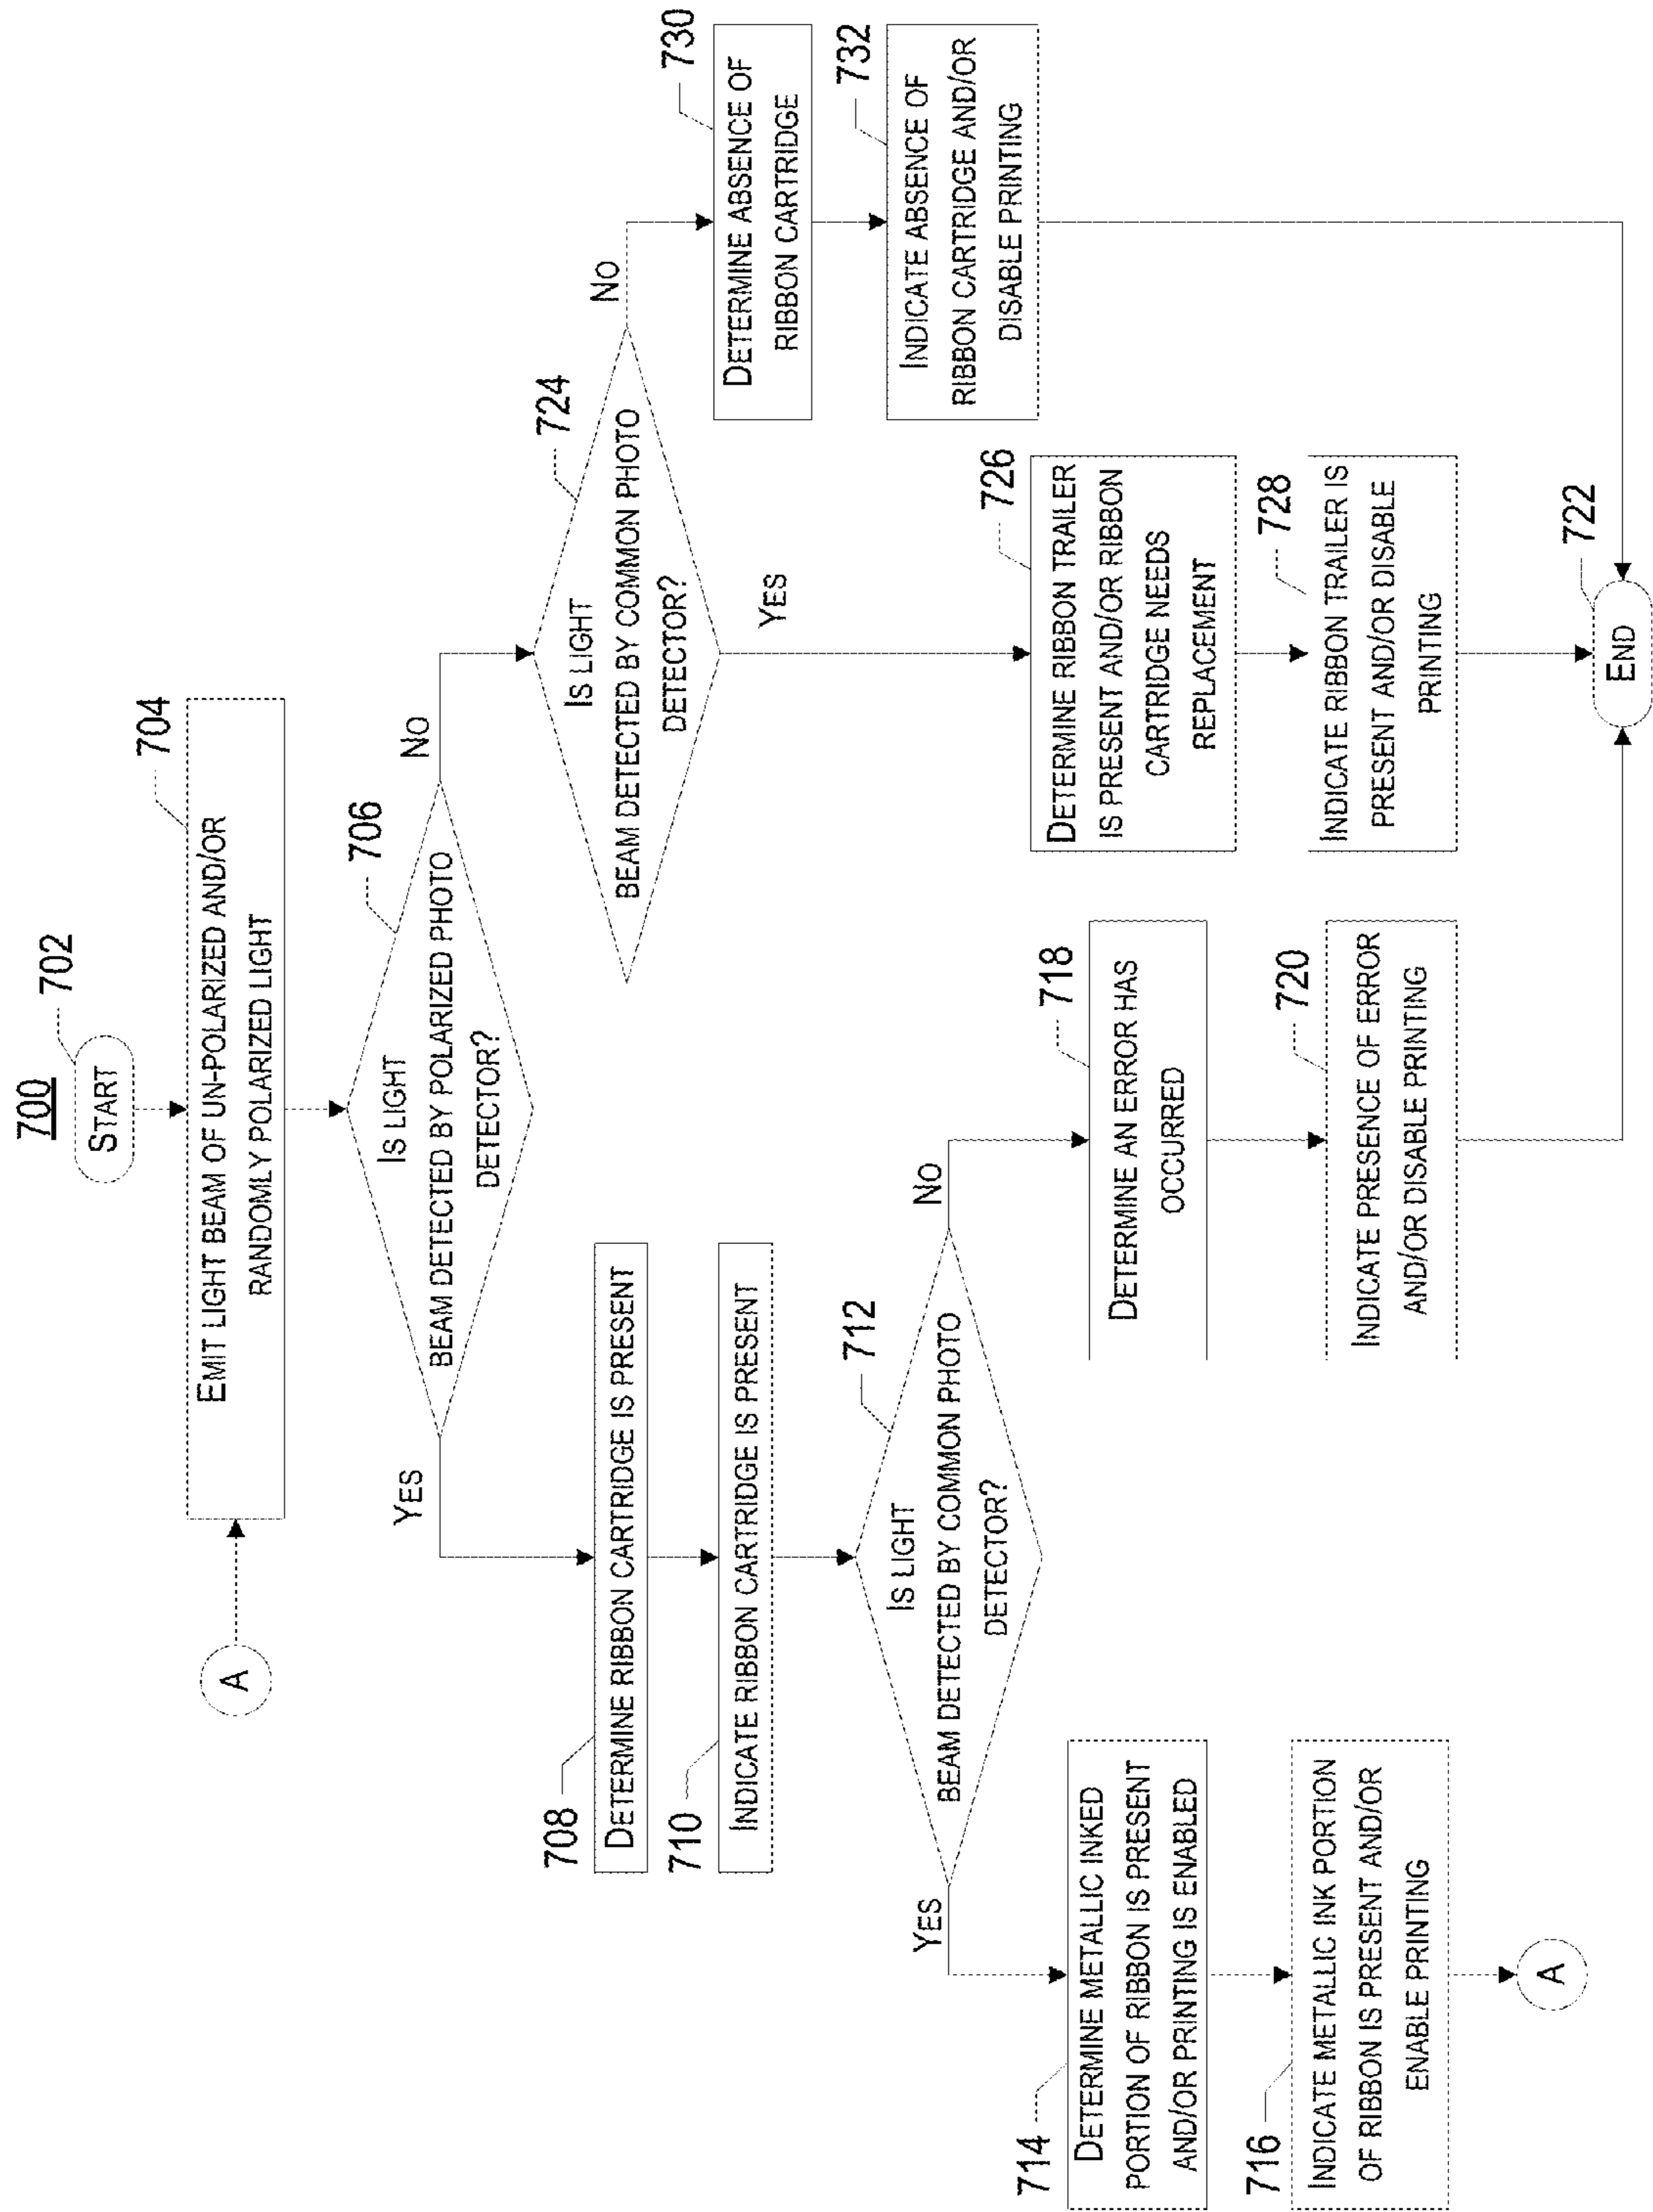 700
START
702
A
EMIT LIGHT BEAM OF UN-POLARIZED AND/OR
RANDOMLY POLARIZED LIGHT
704
IS LIGHT
BEAM DETECTED BY POLARIZED PHOTO
DETECTOR?
706
YES
NO
708
DETERMINE RIBBON CARTRIDGE IS PRESENT
710
INDICATE RIBBON CARTRIDGE IS PRESENT
IS LIGHT
BEAM DETECTED BY COMMON PHOTO
DETECTOR?
712
YES
NO
714
DETERMINE METALLIC INKED
PORTION OF RIBBON IS PRESENT
AND/OR PRINTING IS ENABLED
716
INDICATE METALLIC INK PORTION
OF RIBBON IS PRESENT AND/OR
ENABLE PRINTING
A
718
DETERMINE AN ERROR HAS
OCCURRED
720
INDICATE PRESENCE OF ERROR
AND/OR DISABLE PRINTING
IS LIGHT
BEAM DETECTED BY COMMON PHOTO
DETECTOR?
724
YES
NO
726
DETERMINE RIBBON TRAILER
IS PRESENT AND/OR RIBBON
CARTRIDGE NEEDS
REPLACEMENT
728
INDICATE RIBBON TRAILER IS
PRESENT AND/OR DISABLE
PRINTING
730
DETERMINE ABSENCE OF
RIBBON CARTRIDGE
732
INDICATE ABSENCE OF
RIBBON CARTRIDGE AND/OR
DISABLE PRINTING
722
END